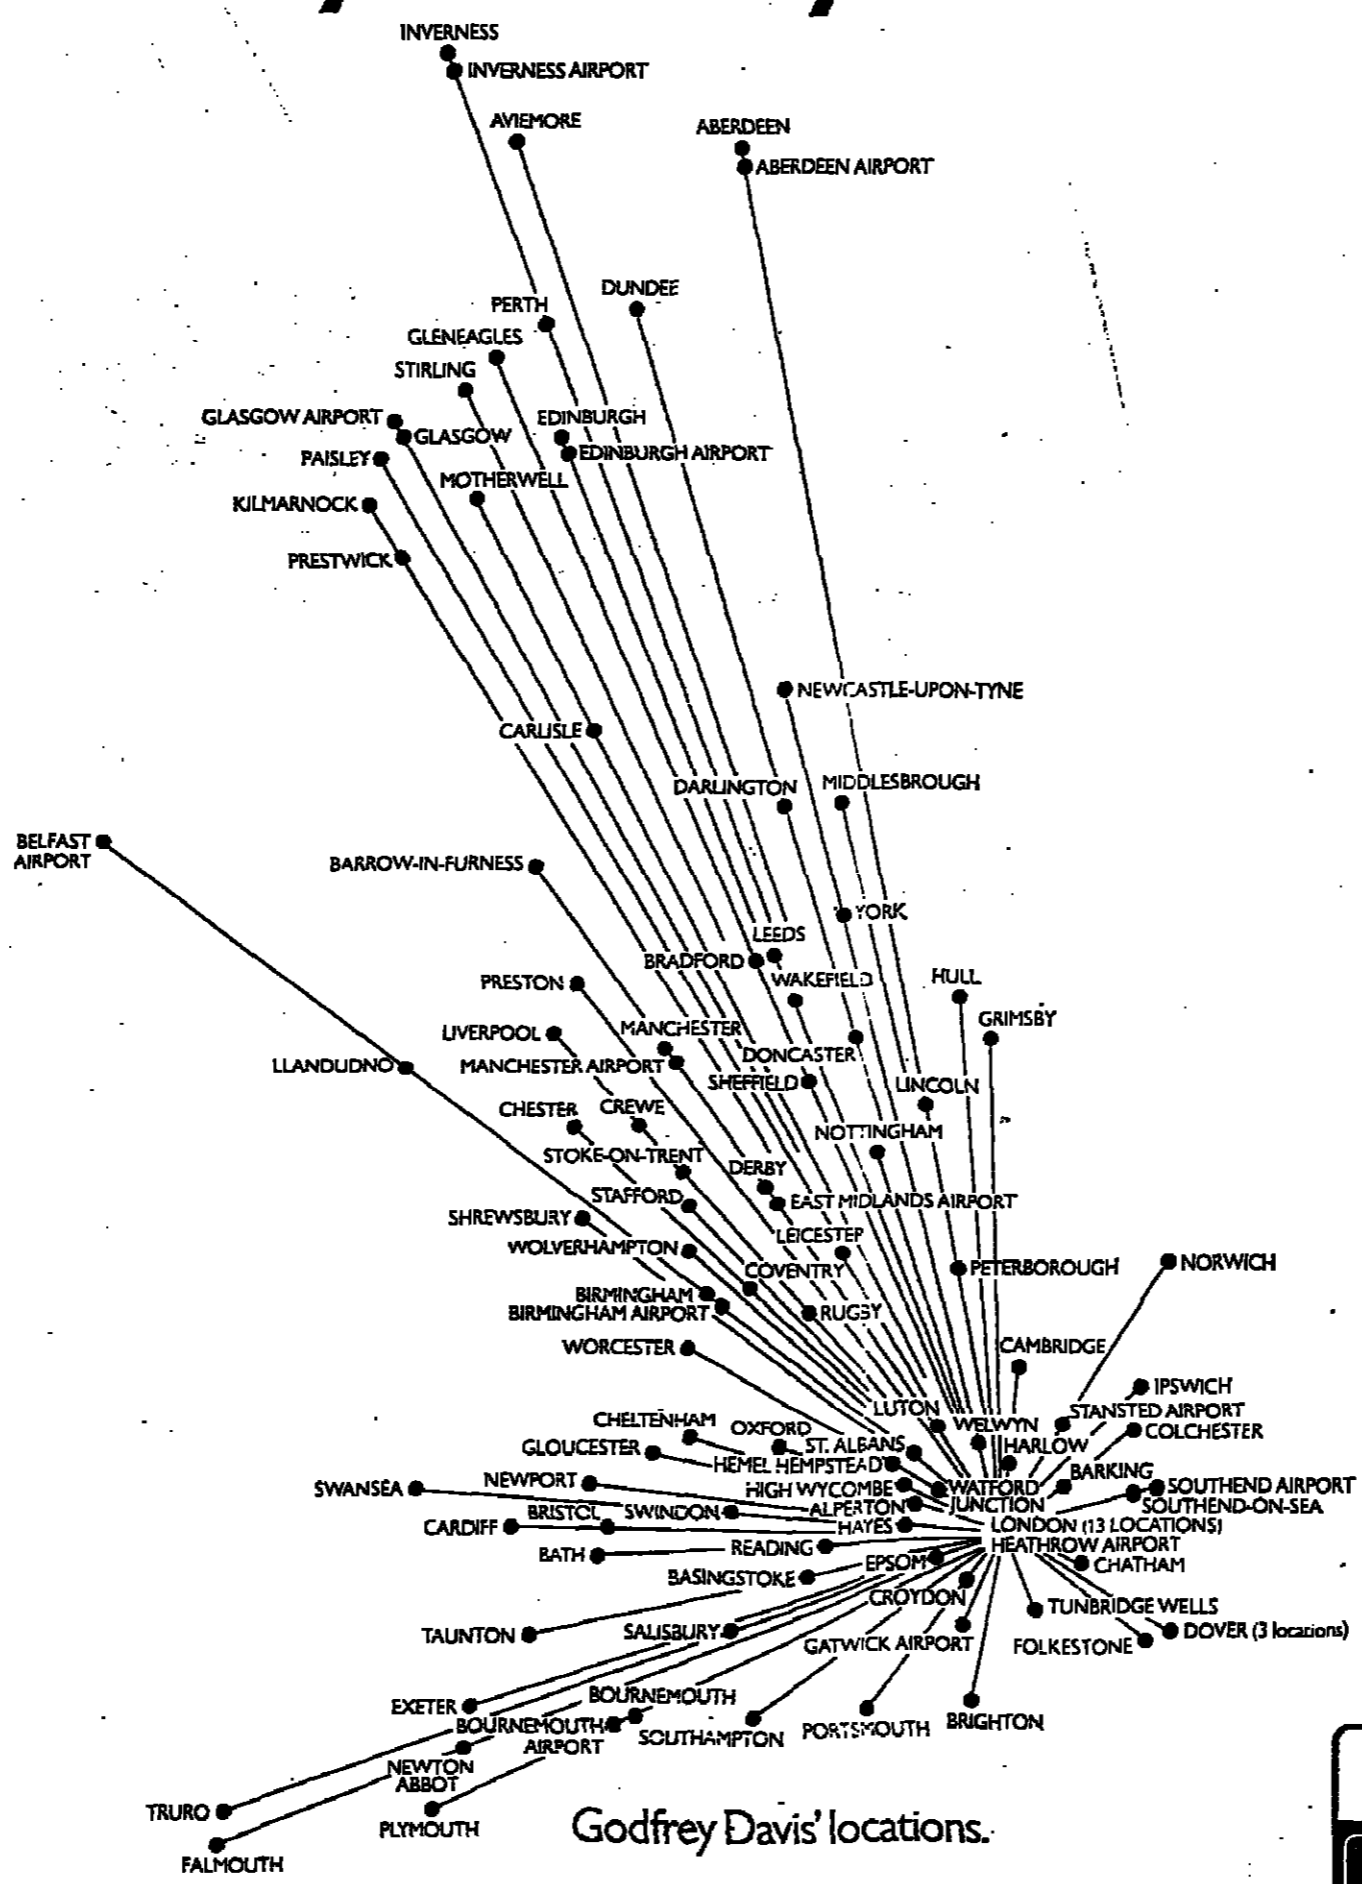 INVERNESS
INVERNESS AIRPORT
AVIEMORE
ABERDEEN
ABERDEEN AIRPORT
DUNDEE
PERTH
GLENEAGLES
STIRLING
GLASGOW AIRPORT
GLASGOW
EDINBURGH
EDINBURGH AIRPORT
PAISLEY
MOTHERWELL
KILMARNOCK
PRESTWICK
NEWCASTLE-UPON-TYNE
CARLISLE
DARLINGTON
MIDDLESBROUGH
BELFAST
AIRPORT
BARROW-IN-FURNESS
YORK
LEEDS
BRADFORD
WAKEFIELD
HULL
PRESTON
GRIMSBY
LIVERPOOL
MANCHESTER
DONCASTER
LLANDUDNO
MANCHESTER AIRPORT
SHEFFIELD
LINCOLN
CHESTER
CREWE
NOTTINGHAM
STOKE-ON-TRENT
DERBY
STAFFORD
EAST MIDLANDS AIRPORT
SHREWSBURY
LEICESTER
WOLVERHAMPTON
COVENTRY
PETERBOROUGH
NORWICH
BIRMINGHAM
BIRMINGHAM AIRPORT
RUGBY
WORCESTER
CAMBRIDGE
IPSWICH
LUTON
WELWYN
STANSTED AIRPORT
CHELTENHAM
OXFORD
ST. ALBANS
HARLOW
COLCHESTER
GLOUCESTER
HEMEL HEMPSTEAD
BARKING
SWANSEA
NEWPORT
HIGH WYCOMBE
WATFORD
JUNCTION
SOUTHEND AIRPORT
SOUTHEND-ON-SEA
BRISTOL
SWINDON
ALPERTON
CARDIFF
HAYES
LONDON (13 LOCATIONS)
HEATHROW AIRPORT
BATH
READING
EPSOM
CHATHAM
BASINGSTOKE
CROYDON
TUNBRIDGE WELLS
TAUNTON
SALISBURY
GATWICK AIRPORT
FOLKESTONE
DOVER (3 locations)
EXETER
BOURNEMOUTH
BOURNEMOUTH
AIRPORT
SOUTHAMPTON
PORTSMOUTH
BRIGHTON
NEWTON
ABBOT
TRURO
PLYMOUTH
FALMOUTH
Godfrey Davis' locations.